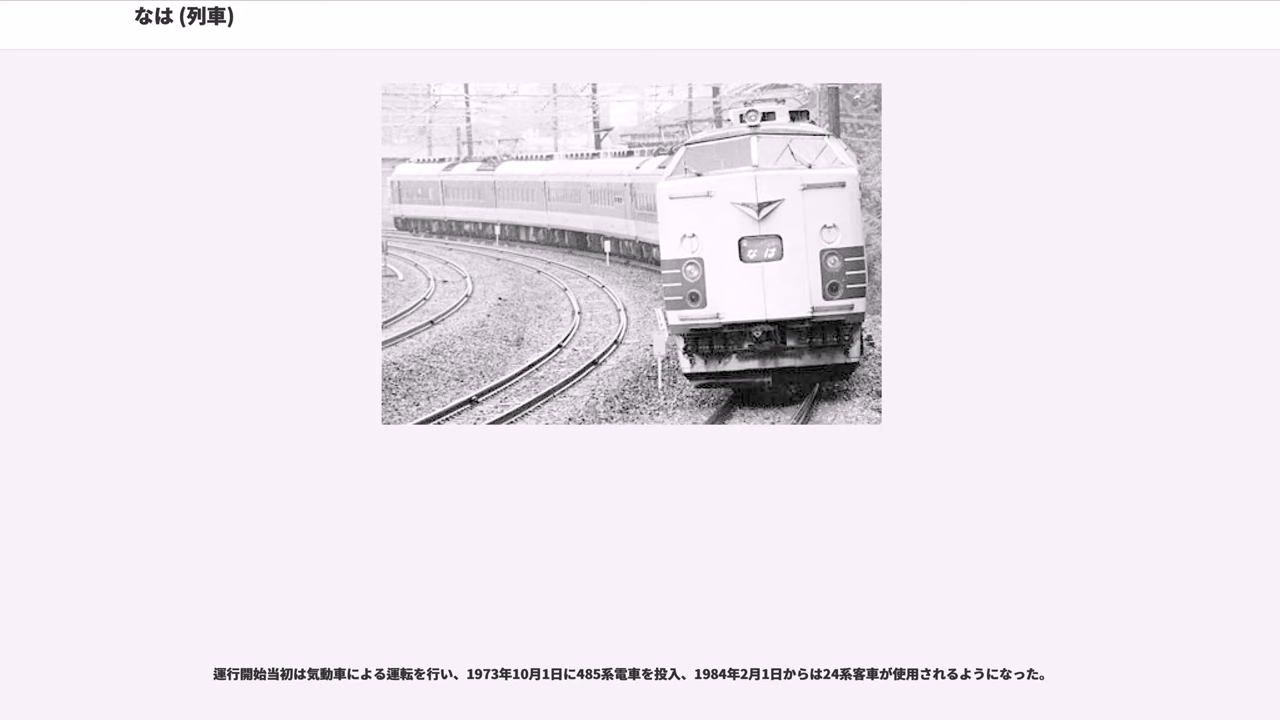 なは (列車)
なは
運行開始当初は気動車による運転を行い、1973年10月1日に485系電車を投入、1984年2月1日からは24系客車が使用されるようになった。